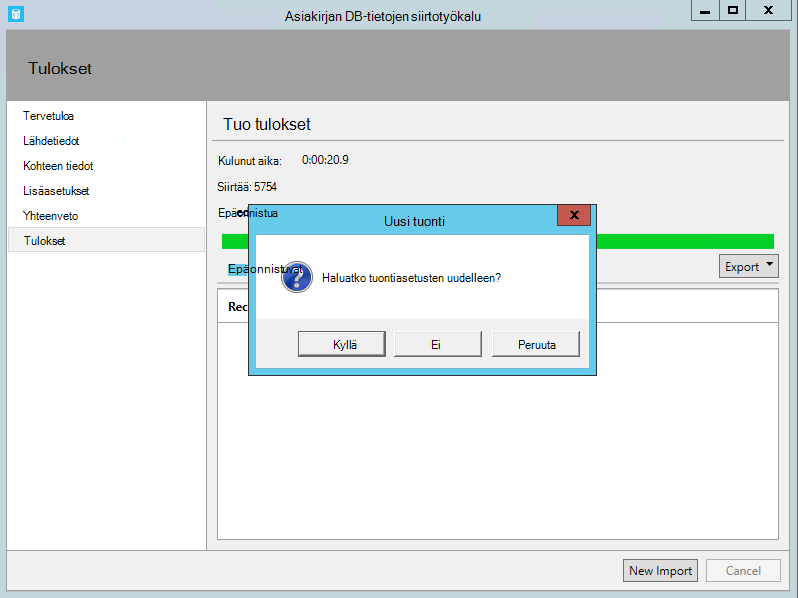 Asiakirjan DB-tietojen siirtotyökalu
Tulokset
Tervetuloa
Lähdetiedot
Kohteen tiedot
Lisäasetukset
Yhteenveto
Tulokset
Tuo tulokset
Kulunut aika: 0:00:20.9
Siirtää: 5754
Epäonnistua
Uusi tuonti
Epäonnistuvat
Haluatko tuontiasetusten uudelleen?
Export
Rec
Kyllä Ei Peruuta
New Import Cancel